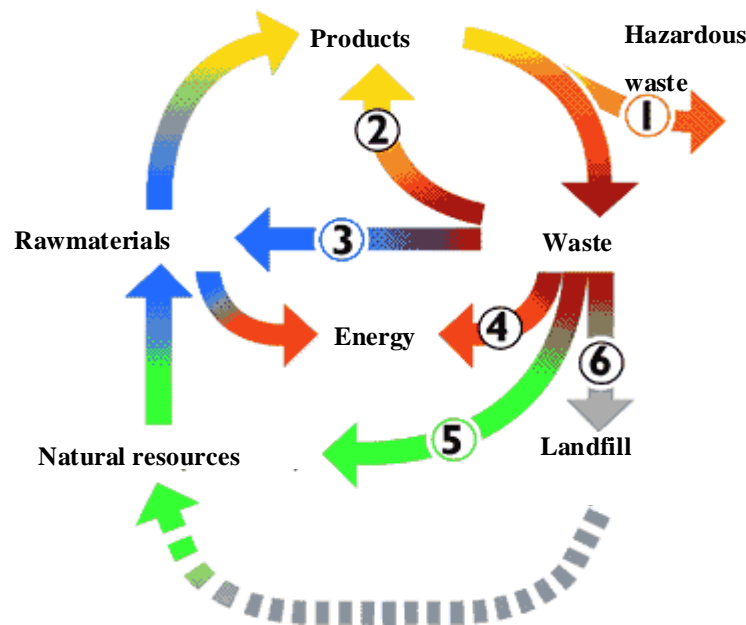 Products
Hazardous
waste
1
2
Rawmaterials
3
Waste
Energy
4
6
5
Natural resources
Landfill